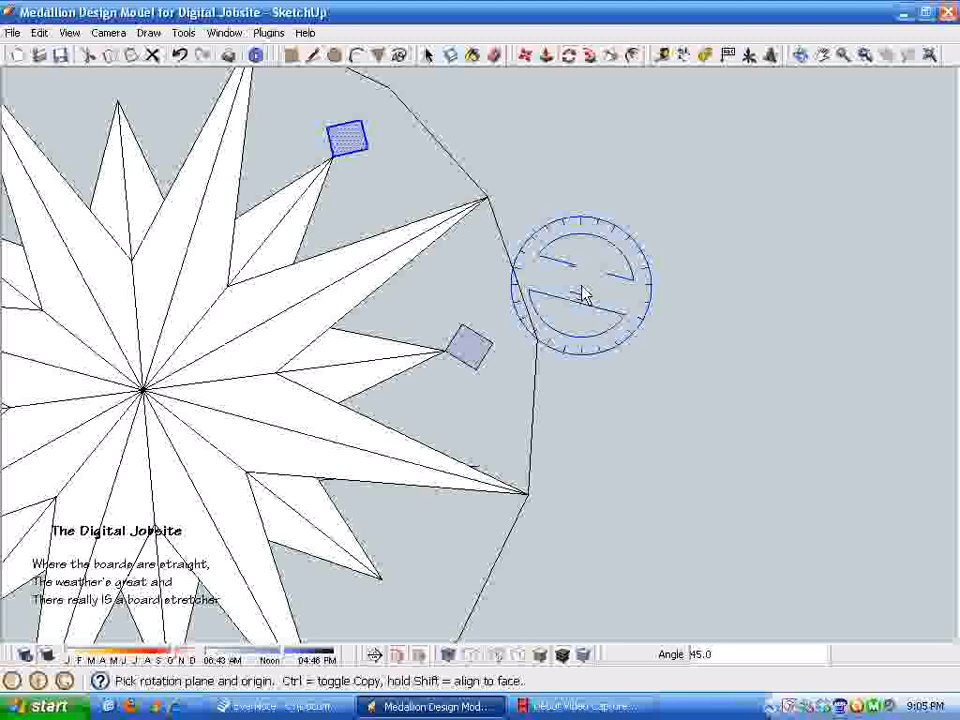 Medallion Design Model for Digital Jobsite - SketchUp
File Edit View Camera Draw Tools Window Plugins Help
The Digital Jobsite
Where the boards are straight,
The weather's great and
There really IS a board stretcher
J F M A M J J A S O N D 06:43 AM Noon 04:46 PM
Angle 45.0
Pick rotation plane and origin. Ctrl = toggle Copy, hold Shift = align to face.
start
Medallion Design Mod...
Debut Video Capture...
9:05 PM